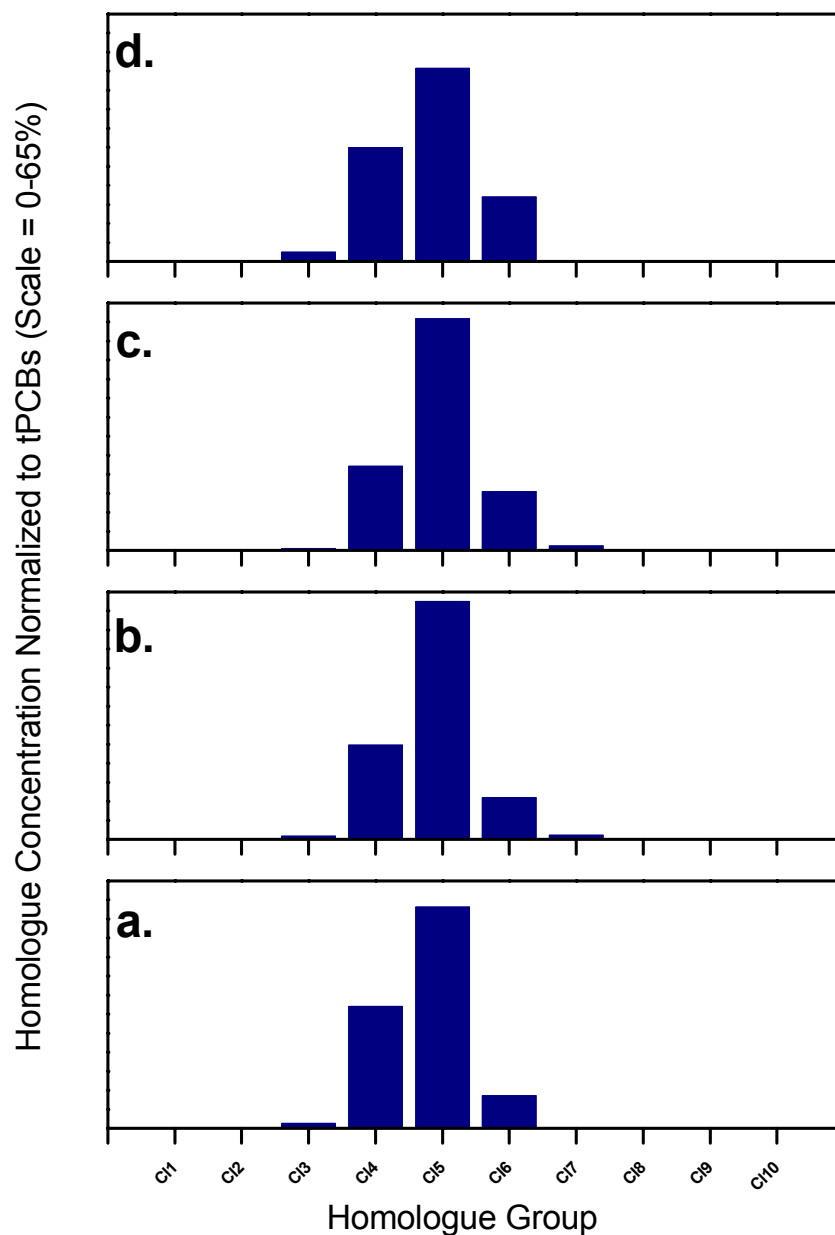 Homologue Concentration Normalized to tPCBs (Scale = 0-65%)
d.
c.
b.
a.
Cl1 Cl2 Cl3 Cl4 Cl5 Cl6 Cl7 Cl8 Cl9 Cl10
Homologue Group